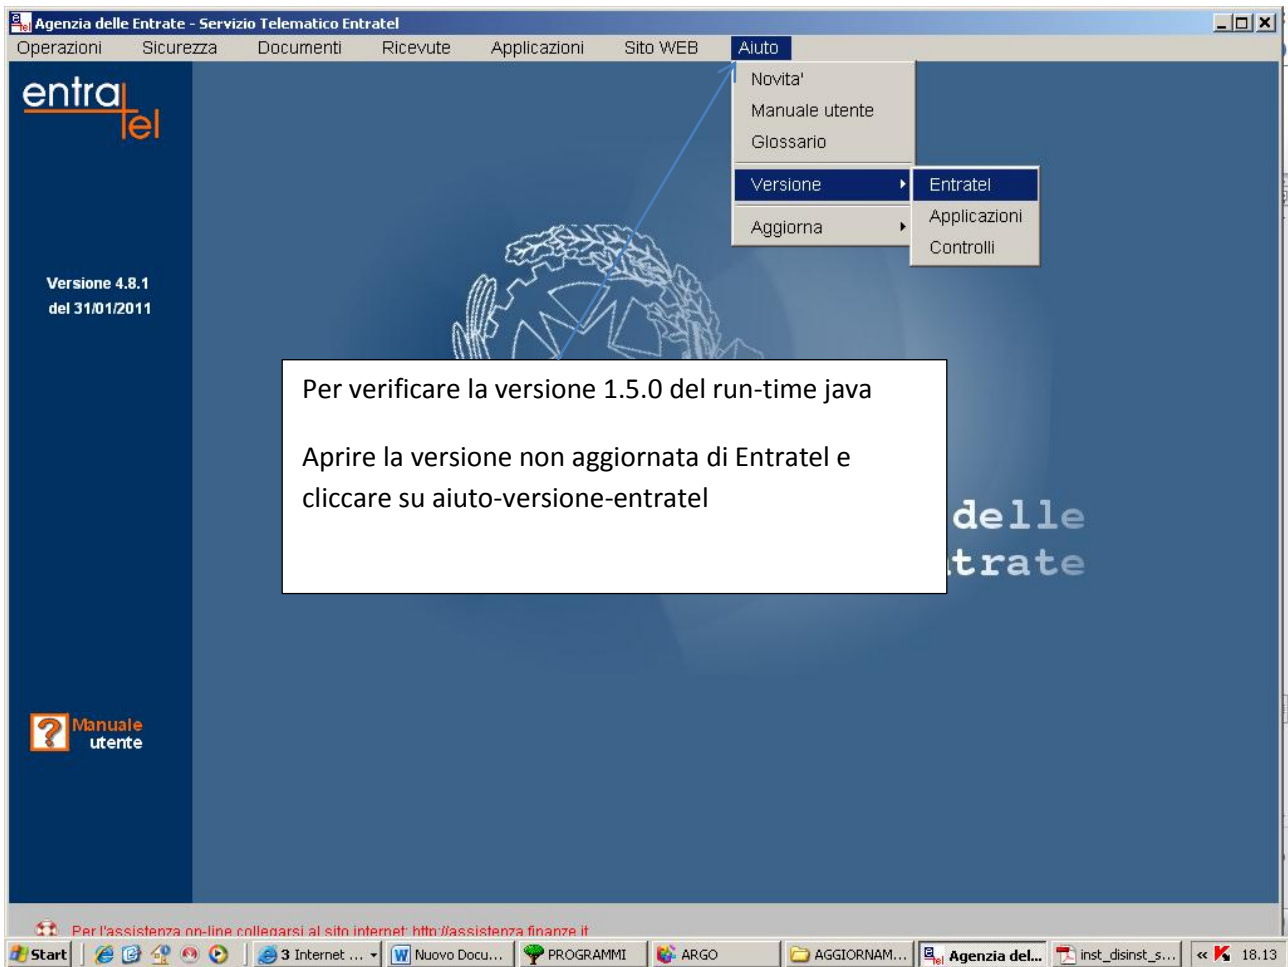 Agenzia delle Entrate - Servizio Telematico Entratel
Operazioni Sicurezza Documenti Ricevute Applicazioni Sito WEB Aiuto
entratel
Novita'
Manuale utente
Glossario
Versione
Aggiorna
Entratel
Applicazioni
Controlli
Versione 4.8.1
del 31/01/2011
Per verificare la versione 1.5.0 del run-time java
Aprire la versione non aggiornata di Entratel e
cliccare su aiuto-versione-entratel
delle
trate
Manuale
utente
Per l'assistenza on-line collegarsi al sito internet: http://assistenza.finanze.it
Start 3 Internet ... Nuovo Docu... PROGRAMMI ARGO AGGIORNAM... Agenzia del... inst_disinst_s... « 18.13